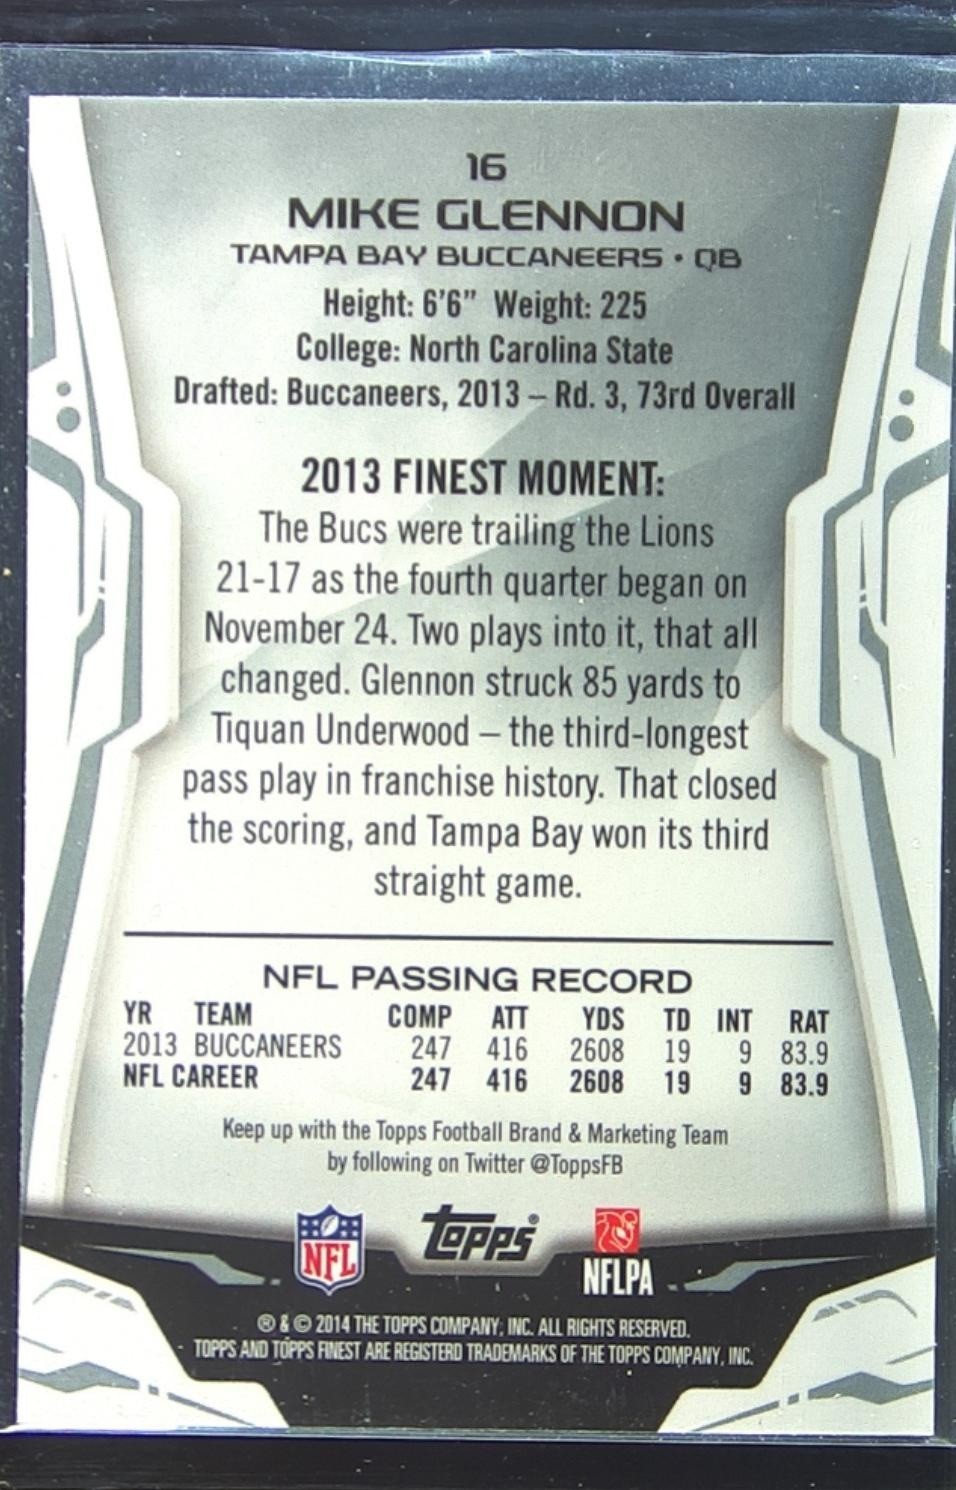 16
MIKE GLENNON
TAMPA BAY BUCCANEERS • QB
Height: 6'6" Weight: 225
College: North Carolina State
Drafted: Buccaneers, 2013 – Rd. 3, 73rd Overall
2013 FINEST MOMENT:
The Bucs were trailing the Lions
21-17 as the fourth quarter began on
November 24. Two plays into it, that all
changed. Glennon struck 85 yards to
Tiquan Underwood – the third-longest
pass play in franchise history. That closed
the scoring, and Tampa Bay won its third
straight game.
NFL PASSING RECORD
YR TEAM COMP ATT YDS TD INT RAT
2013 BUCCANEERS 247 416 2608 19 9 83.9
NFL CAREER 247 416 2608 19 9 83.9
Keep up with the Topps Football Brand & Marketing Team
by following on Twitter @ToppsFB
NFL topps® NFLPA
® & © 2014 THE TOPPS COMPANY, INC. ALL RIGHTS RESERVED.
TOPPS AND TOPPS FINEST ARE REGISTERD TRADEMARKS OF THE TOPPS COMPANY, INC.